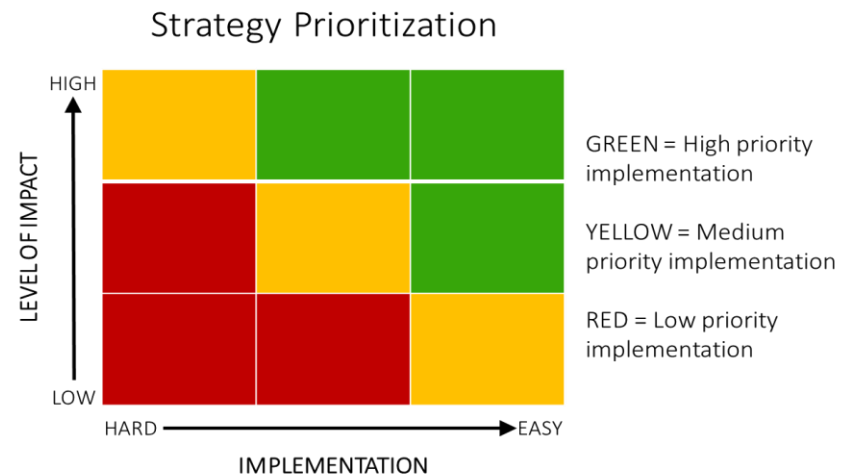 Strategy Prioritization
HIGH
LEVEL OF IMPACT
LOW
HARD
EASY
IMPLEMENTATION
GREEN = High priority
implementation
YELLOW = Medium
priority implementation
RED = Low priority
implementation